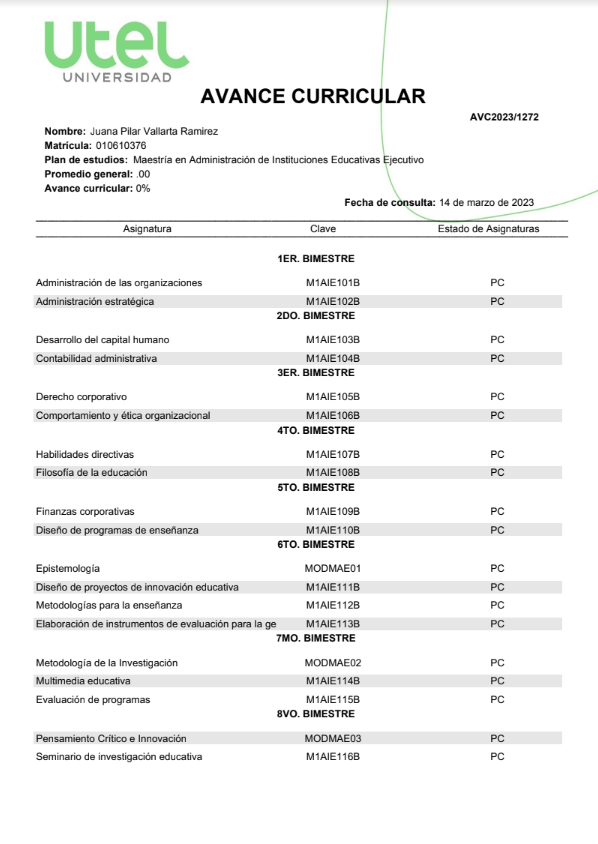 Utel
UNIVERSIDAD
AVANCE CURRICULAR
AVC2023/1272
Nombre: Juana Pilar Vallarta Ramirez
Matrícula: 010610376
Plan de estudios: Maestría en Administración de Instituciones Educativas Ejecutivo
Promedio general: .00
Avance curricular: 0%
Fecha de consulta: 14 de marzo de 2023
Asignatura Clave Estado de Asignaturas
1ER. BIMESTRE
Administración de las organizaciones M1AIE101B PC
Administración estratégica M1AIE102B PC
2DO. BIMESTRE
Desarrollo del capital humano M1AIE103B PC
Contabilidad administrativa M1AIE104B PC
3ER. BIMESTRE
Derecho corporativo M1AIE105B PC
Comportamiento y ética organizacional M1AIE106B PC
4TO. BIMESTRE
Habilidades directivas M1AIE107B PC
Filosofía de la educación M1AIE108B PC
5TO. BIMESTRE
Finanzas corporativas M1AIE109B PC
Diseño de programas de enseñanza M1AIE110B PC
6TO. BIMESTRE
Epistemología MODMAE01 PC
Diseño de proyectos de innovación educativa M1AIE111B PC
Metodologías para la enseñanza M1AIE112B PC
Elaboración de instrumentos de evaluación para la ge M1AIE113B PC
7MO. BIMESTRE
Metodología de la Investigación MODMAE02 PC
Multimedia educativa M1AIE114B PC
Evaluación de programas M1AIE115B PC
8VO. BIMESTRE
Pensamiento Crítico e Innovación MODMAE03 PC
Seminario de investigación educativa M1AIE116B PC